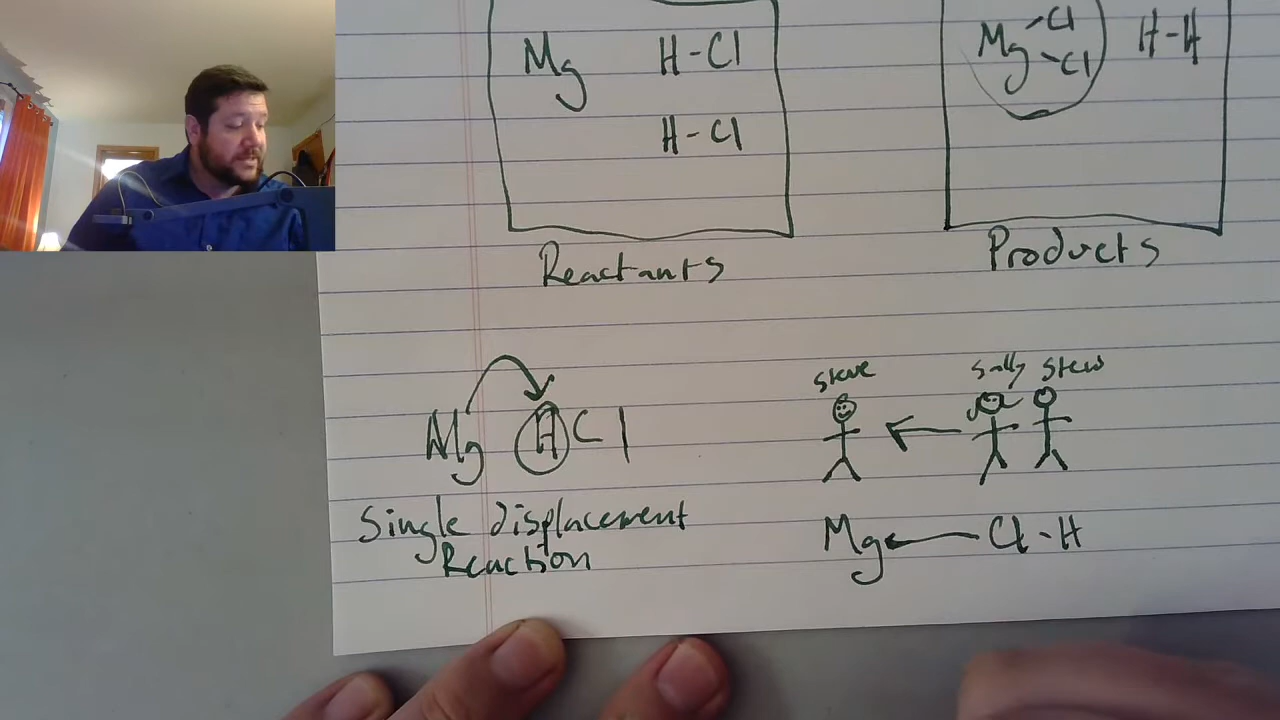 Mg H-Cl
H-Cl
Reactants
Mg Cl H-H
Cl
Products
Mg HCl
Single Displacement
Reaction
Steve Sally Stew
Mg Cl-H